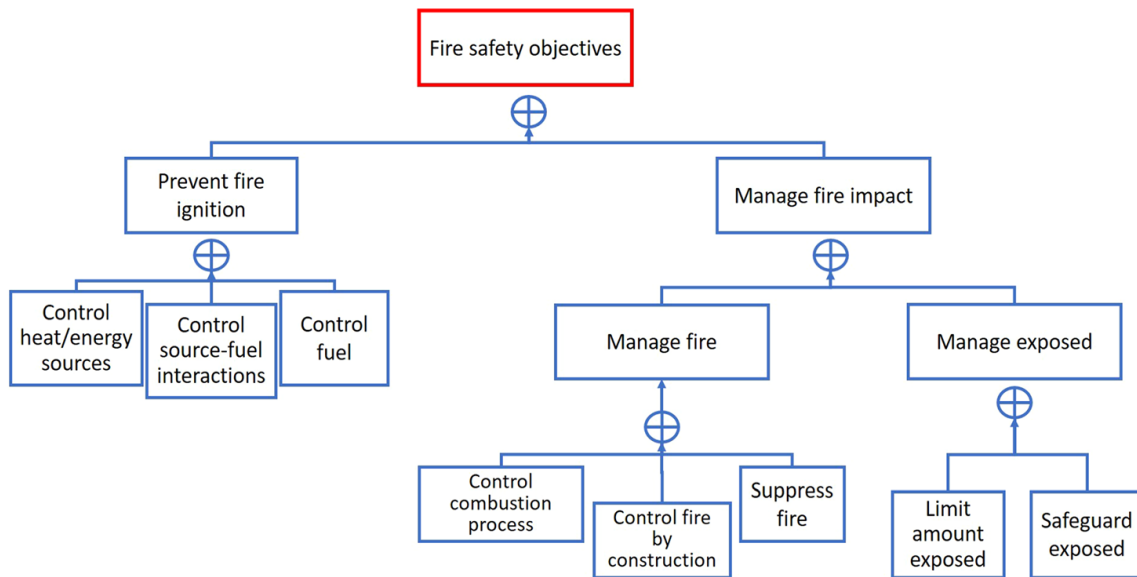 Fire safety objectives
Prevent fire
ignition
Manage fire impact
Control
heat/energy
sources
Control
source-fuel
interactions
Control
fuel
Manage fire
Manage exposed
Control
combustion
process
Control fire
by
construction
Suppress
fire
Limit
amount
exposed
Safeguard
exposed